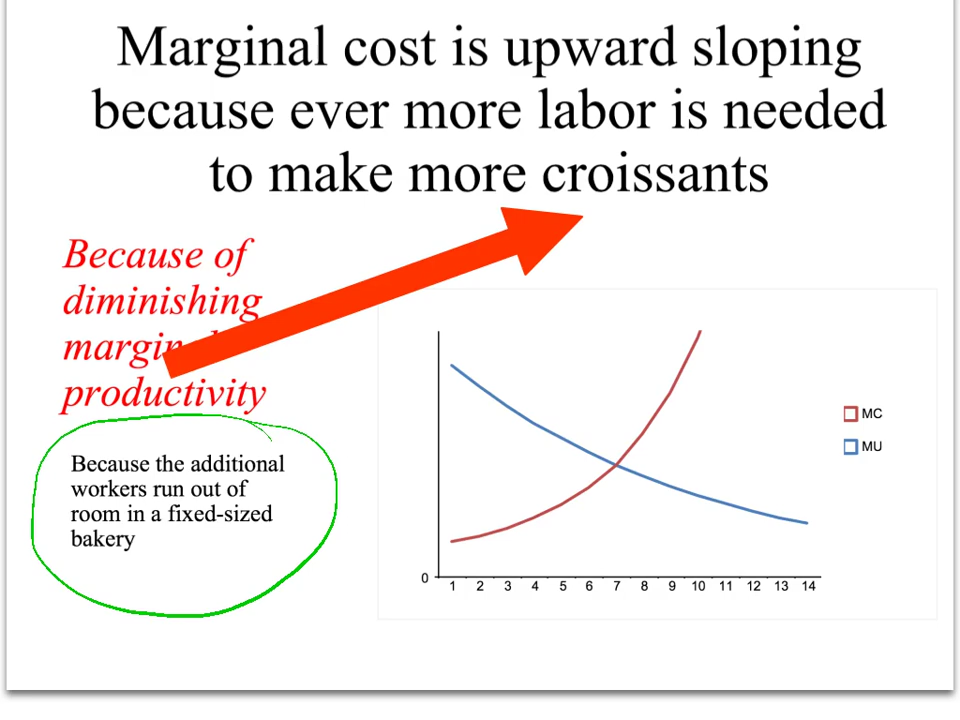 Marginal cost is upward sloping
because ever more labor is needed
to make more croissants
Because of
diminishing
marginal
productivity
Because the additional
workers run out of
room in a fixed-sized
bakery
MC
MU
0
1 2 3 4 5 6 7 8 9 10 11 12 13 14